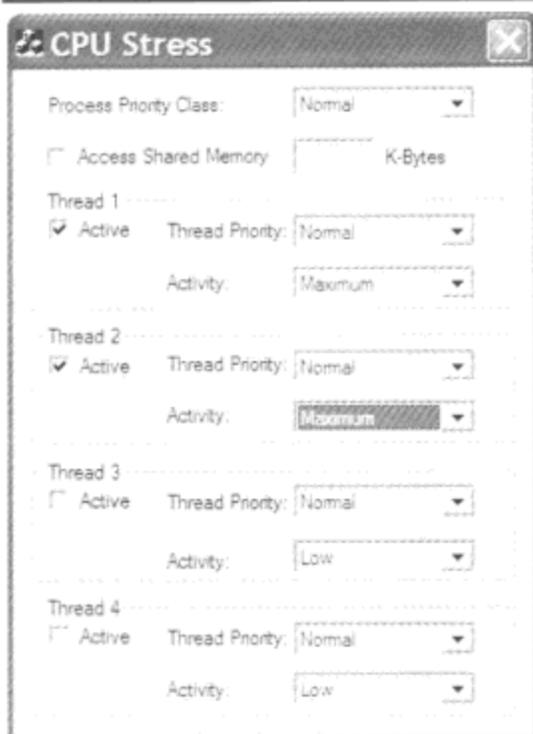 CPU Stress
Process Priority Class: Normal
Access Shared Memory K-Bytes
Thread 1
Active Thread Priority: Normal
Activity: Maximum
Thread 2
Active Thread Priority: Normal
Activity: Maximum
Thread 3
Active Thread Priority: Normal
Activity: Low
Thread 4
Active Thread Priority: Normal
Activity: Low